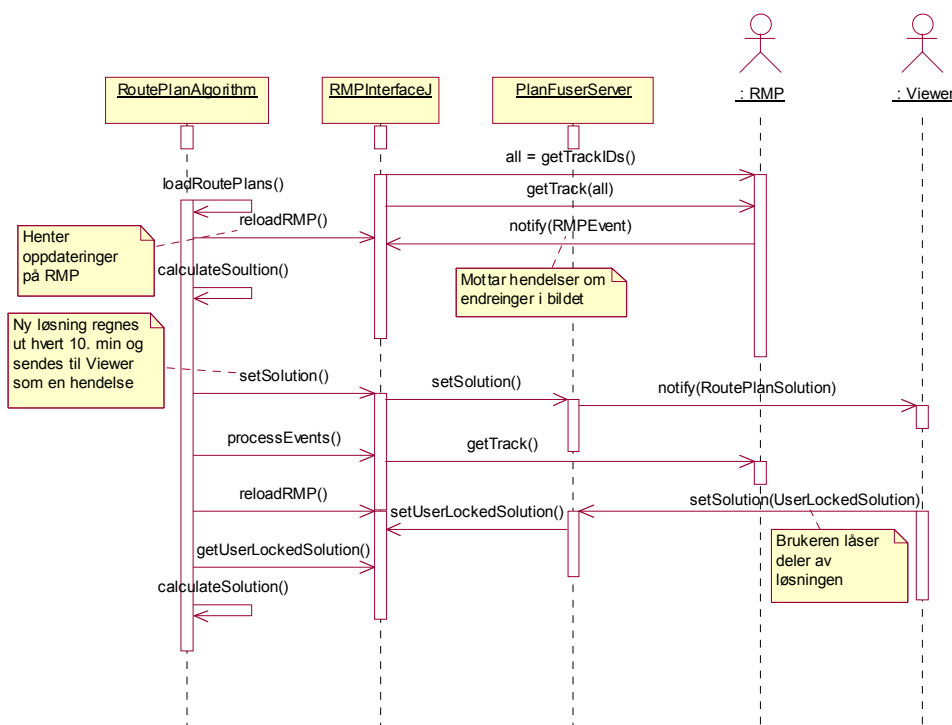 RoutePlanAlgorithm
RMPInterfaceJ
PlanFuserServer
: RMP
: Viewer
all = getTrackIDs()
loadRoutePlans()
getTrack(all)
reloadRMP()
notify(RMPEvent)
Henter
oppdateringer
på RMP
calculateSoultion()
Mottar hendelser om
endreinger i bildet
Ny løsning regnes
ut hvert 10. min og
sendes til Viewer
som en hendelse
setSolution()
setSolution()
notify(RoutePlanSolution)
processEvents()
getTrack()
reloadRMP()
setUserLockedSolution()
setSolution(UserLockedSolution)
Brukeren låser
deler av
løsningen
getUserLockedSolution()
calculateSolution()